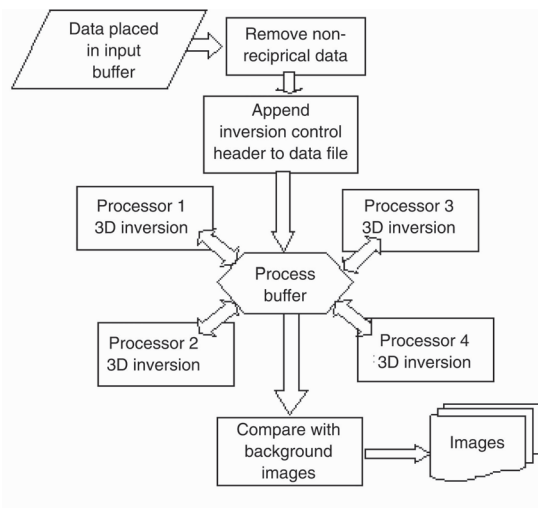 Data placed
in input
buffer
Remove non-
reciprical data
Append
inversion control
header to data file
Processor 1
3D inversion
Processor 3
3D inversion
Process
buffer
Processor 2
3D inversion
Processor 4
3D inversion
Compare with
background
images
Images